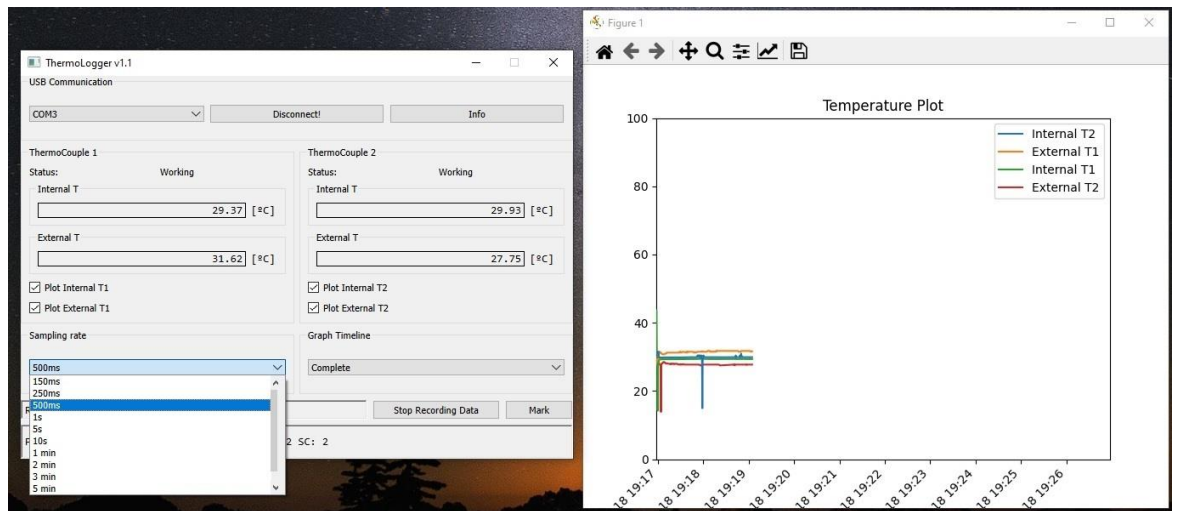 ThermoLogger v1.1
USB Communication
COM3
Disconnect!
Info
ThermoCouple 1
Status: Working
Internal T
29.37 [ºC]
External T
31.62 [ºC]
Plot Internal T1
Plot External T1
ThermoCouple 2
Status: Working
Internal T
29.93 [ºC]
External T
27.75 [ºC]
Plot Internal T2
Plot External T2
Sampling rate
500ms
150ms
250ms
500ms
1s
5s
10s
1 min
2 min
3 min
5 min
Graph Timeline
Complete
Stop Recording Data
Mark
2 SC: 2
Figure 1
Temperature Plot
Internal T2
External T1
Internal T1
External T2
100
80
60
40
20
0
18 19:17
18 19:18
18 19:19
18 19:20
18 19:21
18 19:22
18 19:23
18 19:24
18 19:25
18 19:26